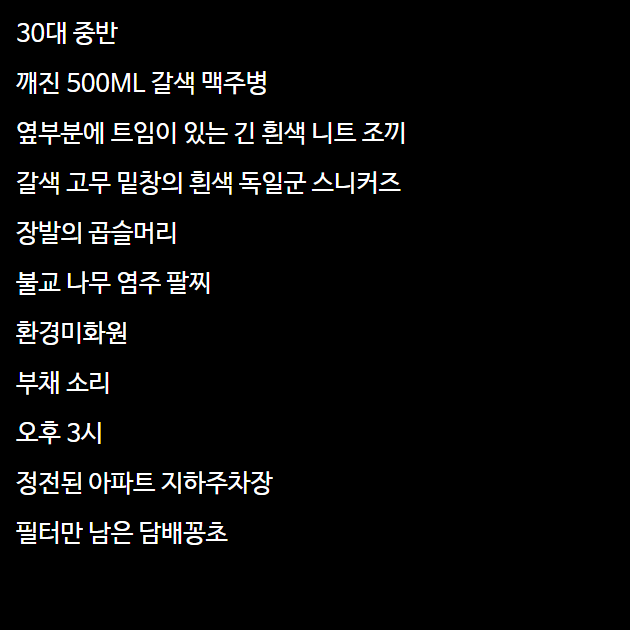 30대 중반
깨진 500ML 갈색 맥주병
옆부분에 트임이 있는 긴 흰색 니트 조끼
갈색 고무 밑창의 흰색 독일군 스니커즈
장발의 곱슬머리
불교 나무 염주 팔찌
환경미화원
부채 소리
오후 3시
정전된 아파트 지하주차장
필터만 남은 담배꽁초